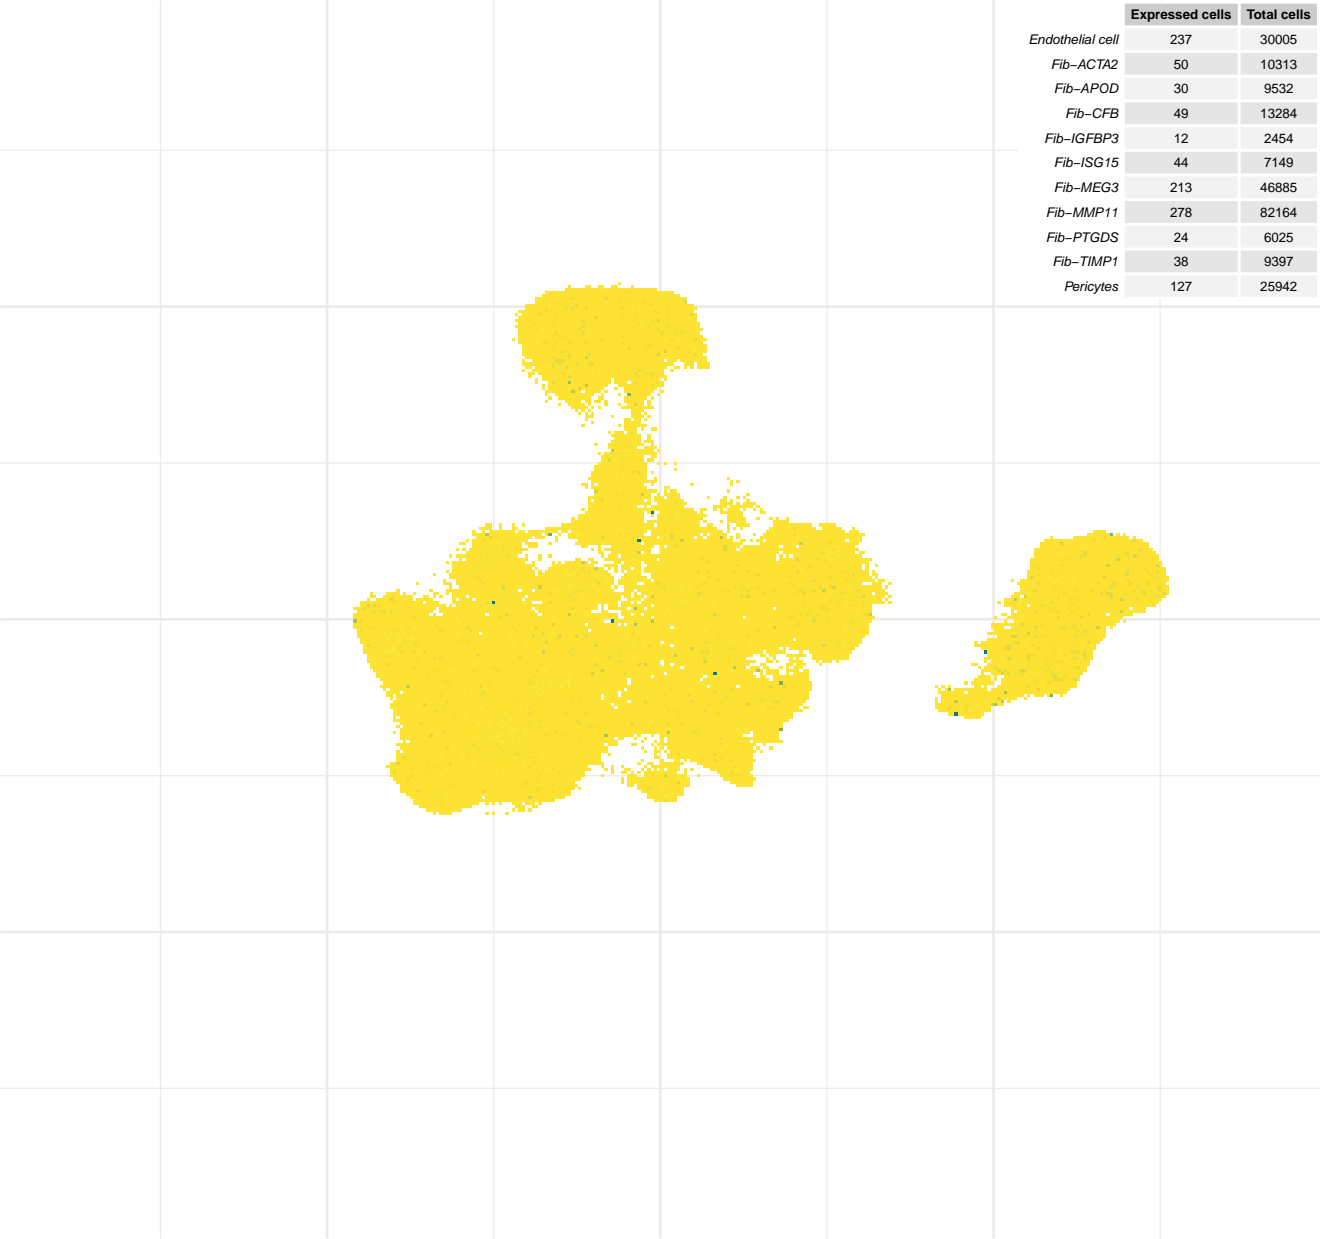 Expressed cells Total cells
Endothelial cell 237 30005
Fib−ACTA2 50 10313
Fib−APOD 30 9532
Fib−CFB 49 13284
Fib−IGFBP3 12 2454
Fib−ISG15 44 7149
Fib−MEG3 213 46885
Fib−MMP11 278 82164
Fib−PTGDS 24 6025
Fib−TIMP1 38 9397
Pericytes 127 25942